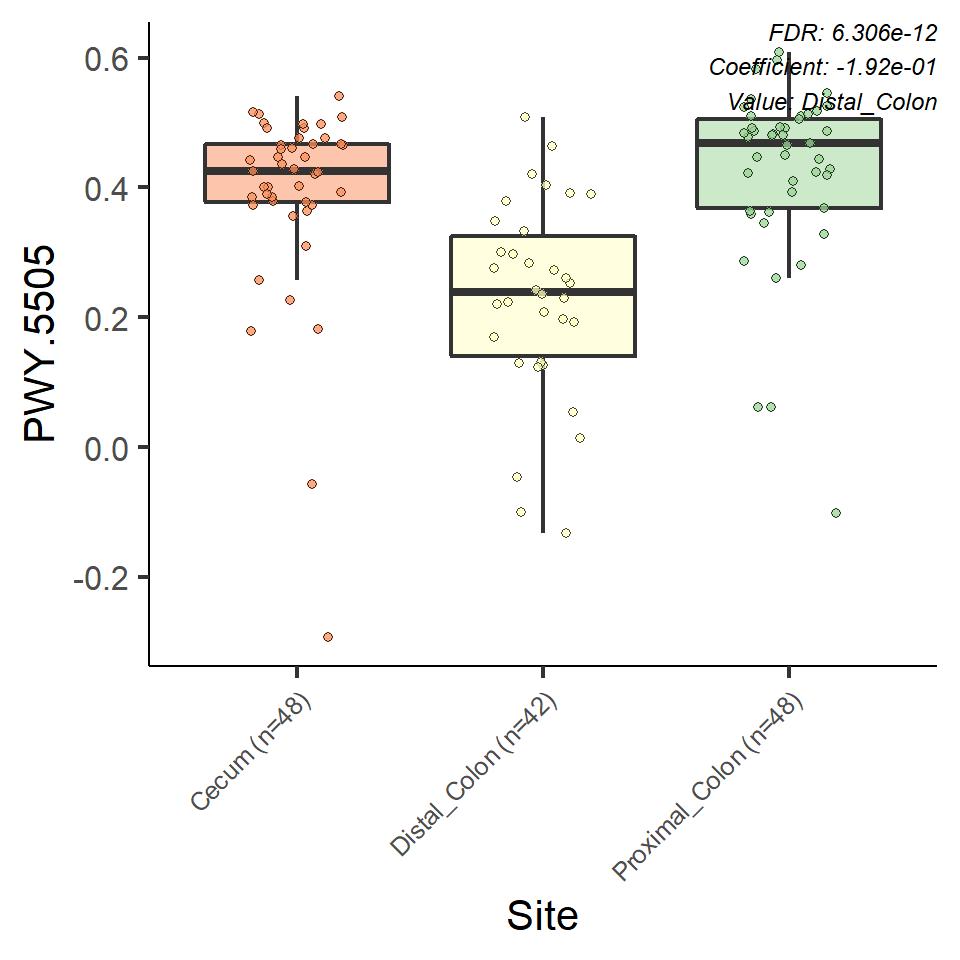 FDR: 6.306e-12
Coefficient: -1.92e-01
Value: Distal_Colon
0.6
0.4
0.2
0.0
-0.2
PWY.5505
Cecum (n=48)
Distal_Colon (n=42)
Proximal_Colon (n=48)
Site